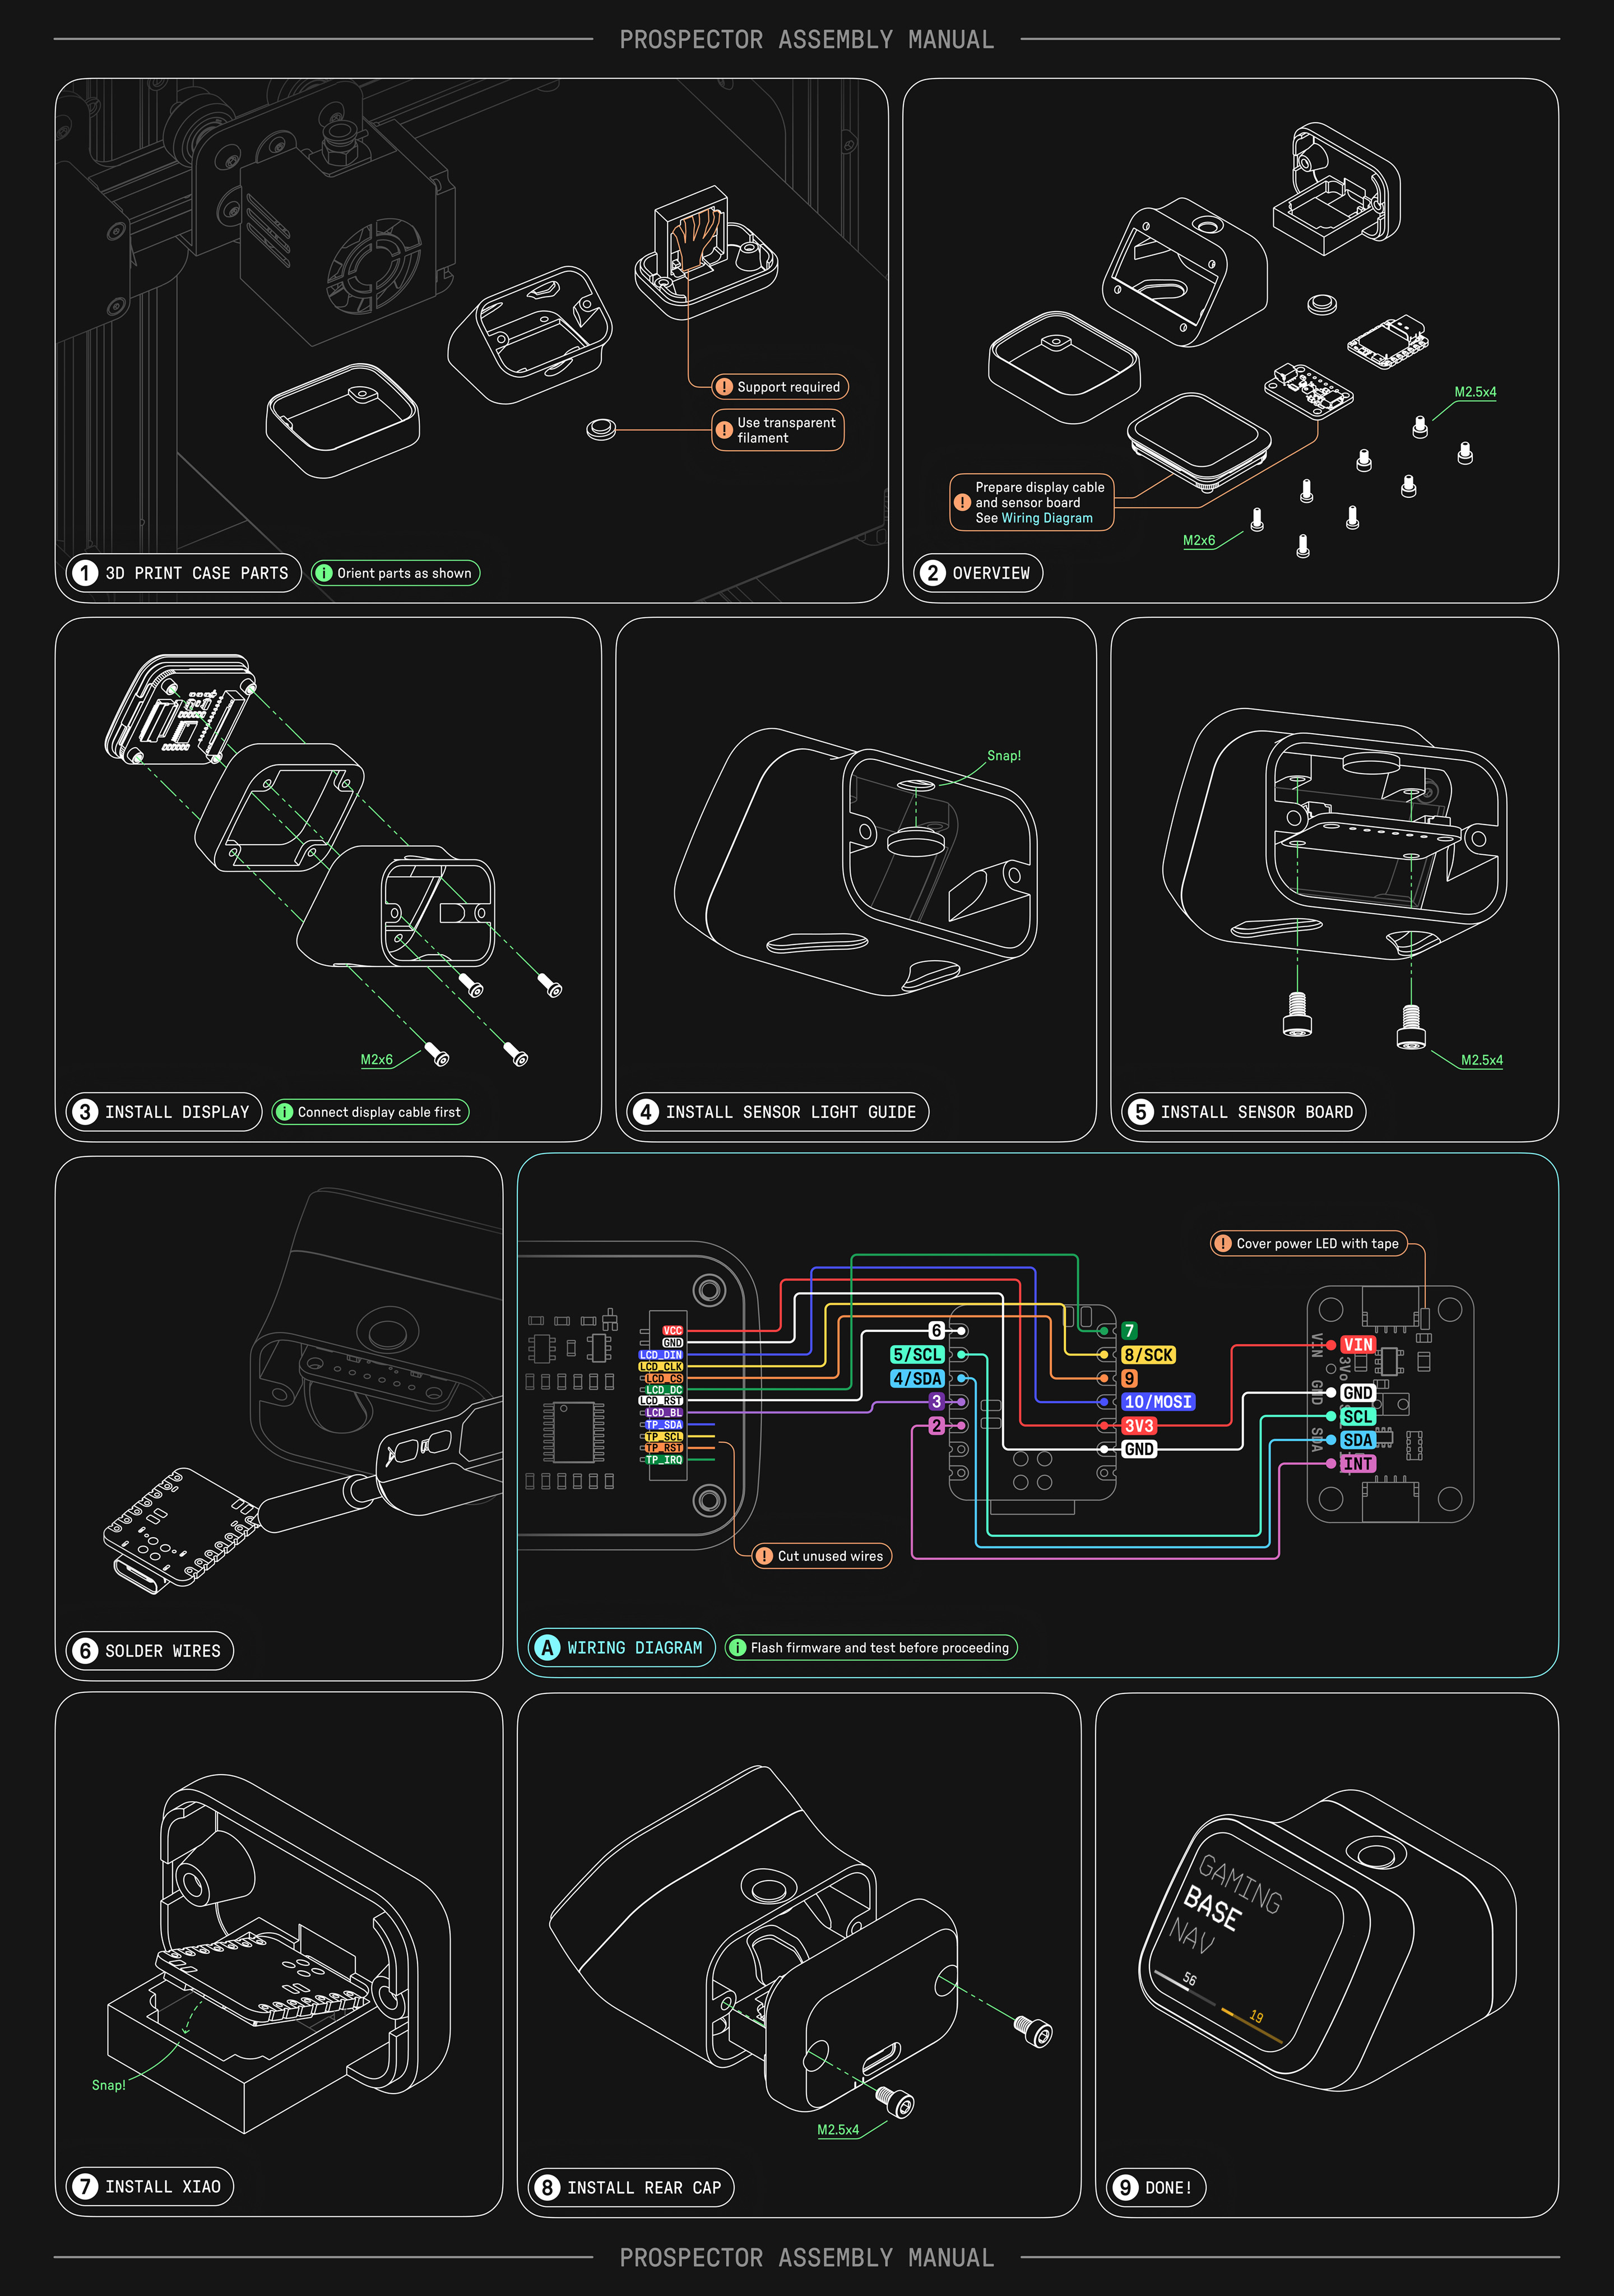 PROSPECTOR ASSEMBLY MANUAL
! Support required
! Use transparent
filament
1 3D PRINT CASE PARTS
i Orient parts as shown
M2.5x4
! Prepare display cable
and sensor board
See Wiring Diagram
M2x6
2 OVERVIEW
M2x6
3 INSTALL DISPLAY
i Connect display cable first
Snap!
4 INSTALL SENSOR LIGHT GUIDE
M2.5x4
5 INSTALL SENSOR BOARD
6 SOLDER WIRES
! Cover power LED with tape
VCC
GND
LCD_DIN
LCD_CLK
LCD_CS
LCD_DC
LCD_RST
LCD_BL
TP_SDA
TP_SCL
TP_RST
TP_IRQ
6
5/SCL
4/SDA
3
2
7
8/SCK
9
10/MOSI
3V3
GND
VIN
3Vo
GND
SDA
VIN
GND
SCL
SDA
INT
! Cut unused wires
A WIRING DIAGRAM
i Flash firmware and test before proceeding
Snap!
7 INSTALL XIAO
M2.5x4
8 INSTALL REAR CAP
GAMING
BASE
NAV
56
19
9 DONE!
PROSPECTOR ASSEMBLY MANUAL